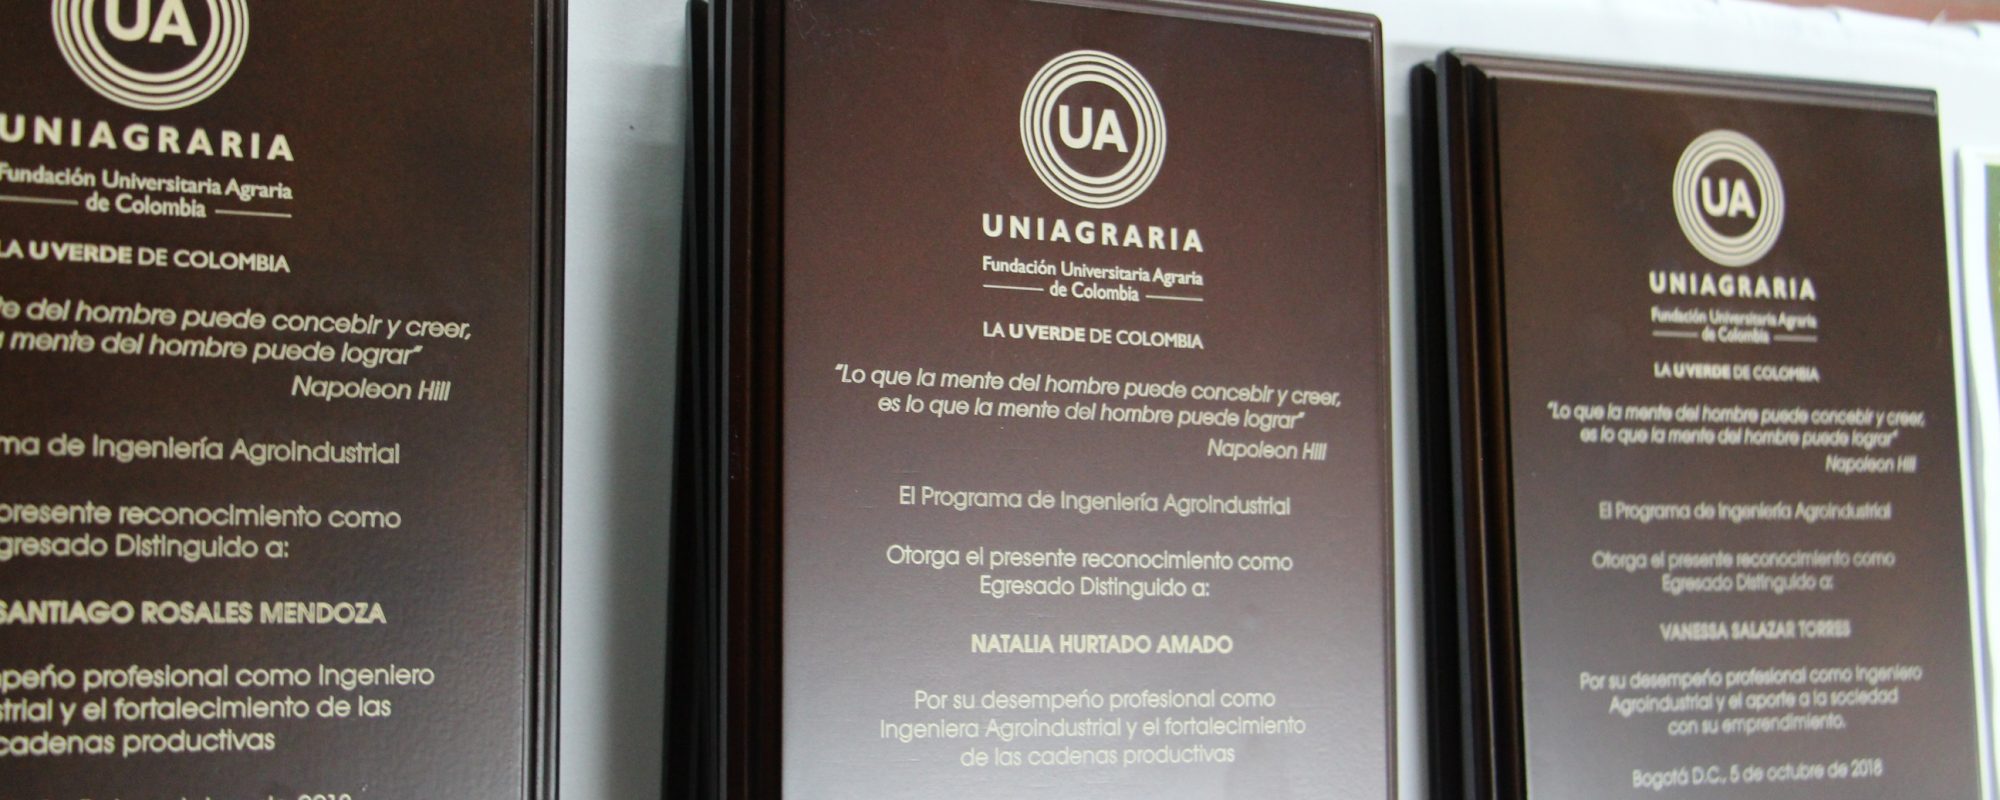 UA
UNIAGRARIA
Fundación Universitaria Agraria
de Colombia
LA U VERDE DE COLOMBIA
del hombre puede concebir y creer,
mente del hombre puede lograr”
Napoleon Hill
de Ingeniería Agroindustrial
presente reconocimiento como
Distinguido a:
SANTIAGO ROSALES MENDOZA
profesional como Ingeniero
y el fortalecimiento de las
cadenas productivas
UA
UNIAGRARIA
Fundación Universitaria Agraria
de Colombia
LA U VERDE DE COLOMBIA
“Lo que la mente del hombre puede concebir y creer,
es lo que la mente del hombre puede lograr”
Napoleon Hill
El Programa de Ingeniería Agroindustrial
Otorga el presente reconocimiento como
Egresado Distinguido a:
NATALIA HURTADO AMADO
Por su desempeño profesional como
Ingeniera Agroindustrial y el fortalecimiento
de las cadenas productivas
UA
UNIAGRARIA
Fundación Universitaria Agraria
de Colombia
LA U VERDE DE COLOMBIA
“Lo que la mente del hombre puede concebir y creer,
es lo que la mente del hombre puede lograr”
Napoleon Hill
El Programa de Ingeniería Agroindustrial
Otorga el presente reconocimiento como
Egresado Distinguido a:
VANESSA SALAZAR TORRES
Por su desempeño profesional como Ingeniero
Agroindustrial y el aporte a la sociedad
con su emprendimiento.
Bogotá D.C., 5 de octubre de 2018